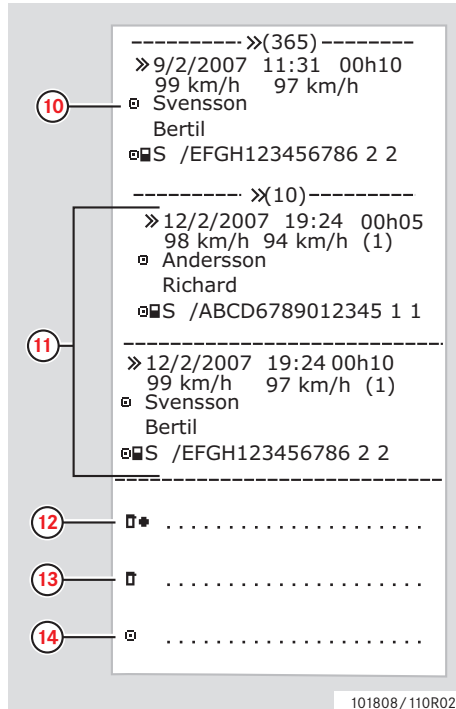 ---------- »(365)--------
»9/2/2007 11:31 00h10
99 km/h 97 km/h
10 Svensson
Bertil
S /EFGH123456786 2 2
-------- »(10)----------
»12/2/2007 19:24 00h05
98 km/h 94 km/h (1)
Andersson
Richard
S /ABCD6789012345 1 1
11
-----------------------------
»12/2/2007 19:24 00h10
99 km/h 97 km/h (1)
Svensson
Bertil
S /EFGH123456786 2 2
------------------------------
12 . . . . . . . . . . . . . . . . . . . . .
13 . . . . . . . . . . . . . . . . . . . . .
14 . . . . . . . . . . . . . . . . . . . . .
101808/110R02